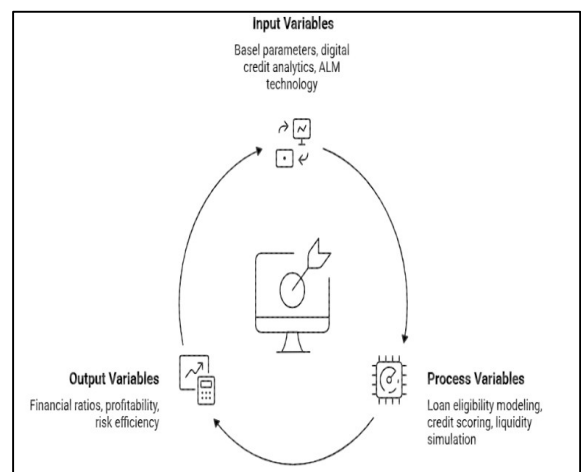 Input Variables
Basel parameters, digital
credit analytics, ALM
technology
Process Variables
Loan eligibility modeling,
credit scoring, liquidity
simulation
Output Variables
Financial ratios, profitability,
risk efficiency